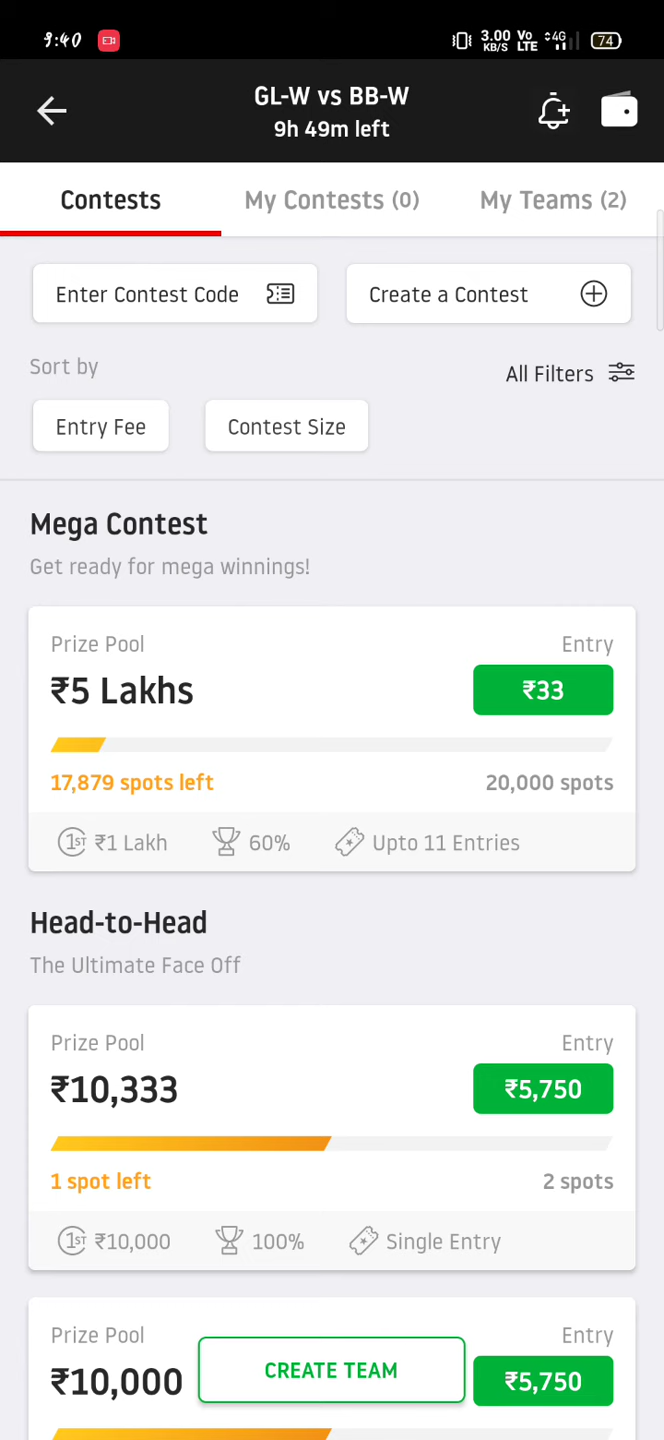 9:40
3.00 KB/S Vo LTE 4G 74
GL-W vs BB-W
9h 49m left
Contests My Contests (0) My Teams (2)
Enter Contest Code Create a Contest
Sort by
All Filters
Entry Fee Contest Size
Mega Contest
Get ready for mega winnings!
Prize Pool Entry
₹5 Lakhs ₹33
17,879 spots left 20,000 spots
1ST ₹1 Lakh 60% Upto 11 Entries
Head-to-Head
The Ultimate Face Off
Prize Pool Entry
₹10,333 ₹5,750
1 spot left 2 spots
1ST ₹10,000 100% Single Entry
Prize Pool Entry
₹10,000 CREATE TEAM ₹5,750